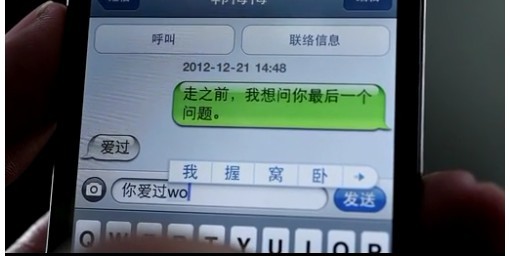 呼叫
联络信息
2012-12-21 14:48
走之前，我想问你最后一个
问题。
爱过
我 握 窝 卧
你爱过wo
发送
Q W E R T Y U I O P